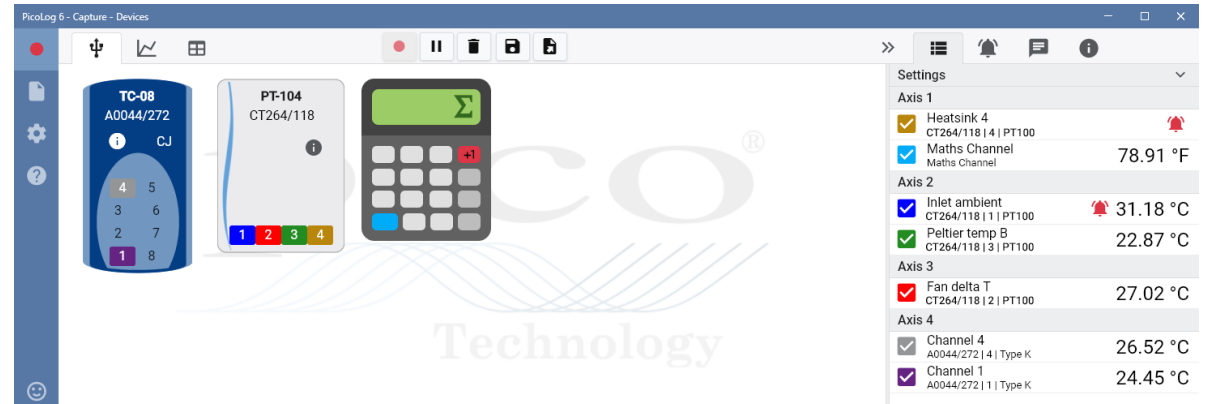 PicoLog 6 - Capture - Devices
TC-08
A0044/272
i CJ
4 5
3 6
2 7
1 8
PT-104
CT264/118
i
1 2 3 4
Σ
+1
®
PICO
Technology
Settings
Axis 1
Heatsink 4
CT264/118 | 4 | PT100
Maths Channel
Maths Channel
78.91 °F
Axis 2
Inlet ambient
CT264/118 | 1 | PT100
31.18 °C
Peltier temp B
CT264/118 | 3 | PT100
22.87 °C
Axis 3
Fan delta T
CT264/118 | 2 | PT100
27.02 °C
Axis 4
Channel 4
A0044/272 | 4 | Type K
26.52 °C
Channel 1
A0044/272 | 1 | Type K
24.45 °C